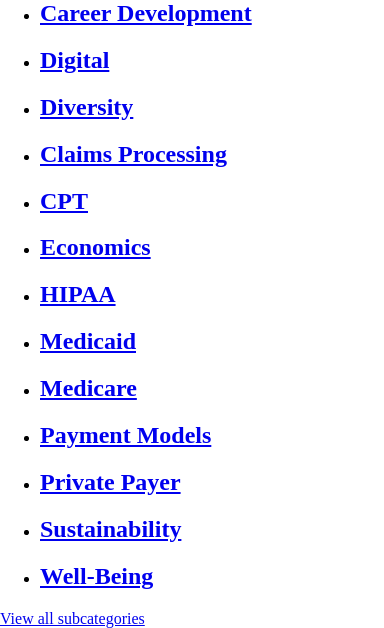 Career Development
Digital
Diversity
Claims Processing
CPT
Economics
HIPAA
Medicaid
Medicare
Payment Models
Private Payer
Sustainability
Well-Being
View all subcategories